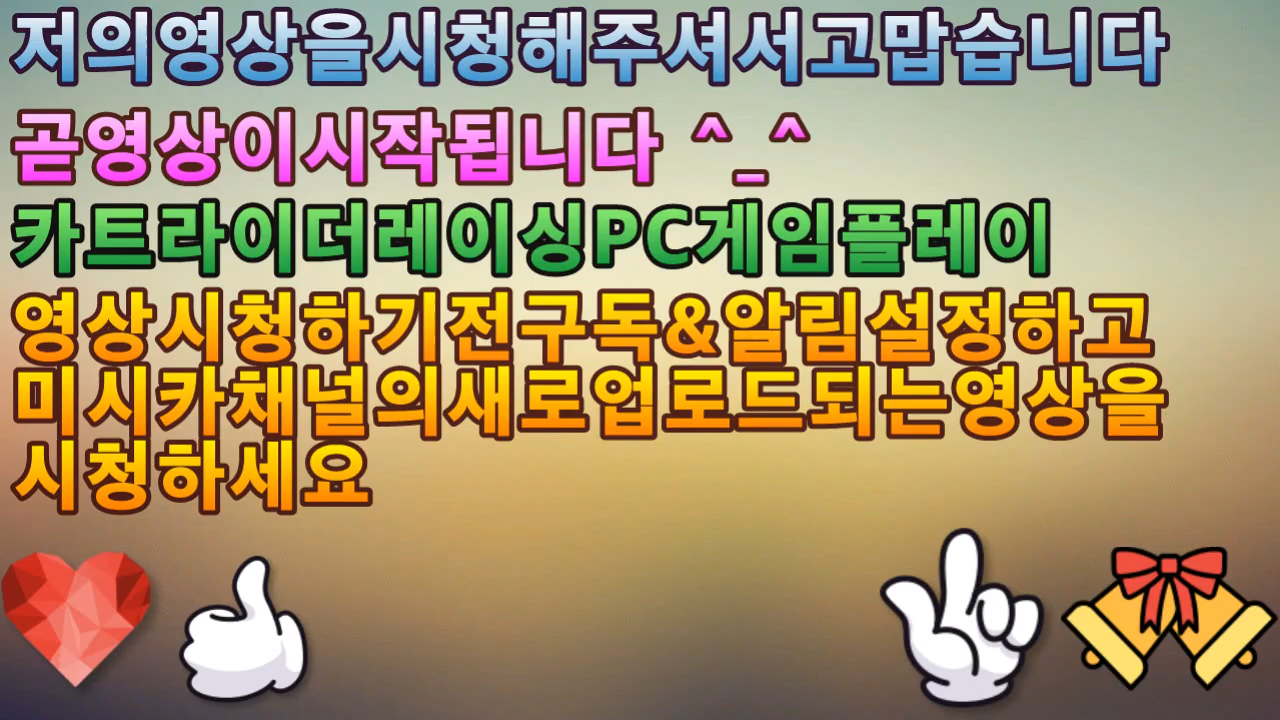 저의영상을시청해주셔서고맙습니다
곧영상이시작됩니다 ^_^
카트라이더레이싱PC게임플레이
영상시청하기전구독&알림설정하고
미시카채널의새로업로드되는영상을
시청하세요